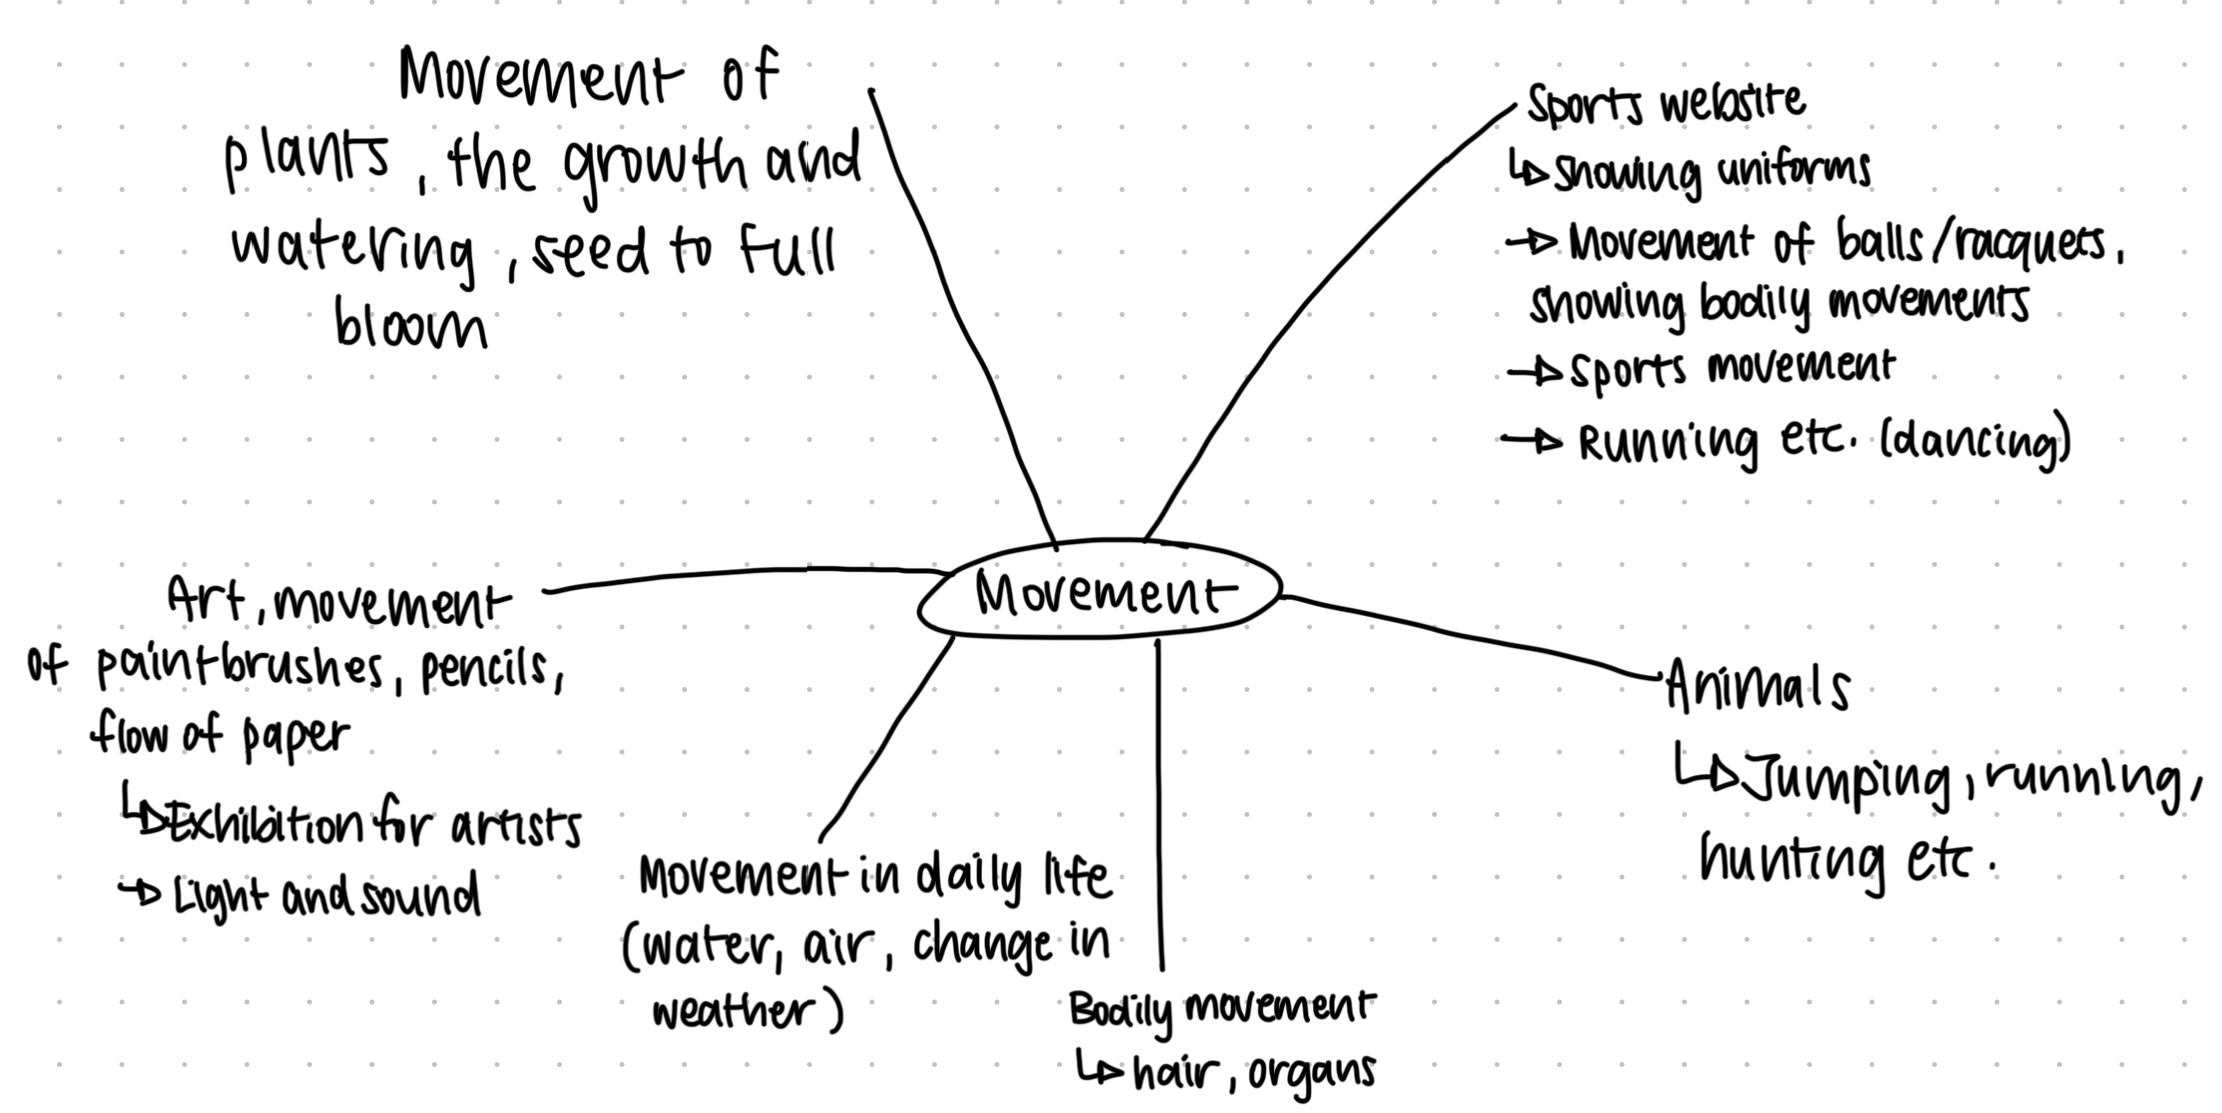 Movement of
plants, the growth and
watering, seed to full
bloom
Sports website
showing uniforms
Movement of balls/racquets,
showing bodily movements
sports movement
Running etc. (dancing)
Movement
Art, movement
of paintbrushes, pencils,
flow of paper
Exhibition for artists
Light and sound
Movement in daily life
(water, air, change in
weather)
Bodily movement
hair, organs
Animals
Jumping, running,
hunting etc.